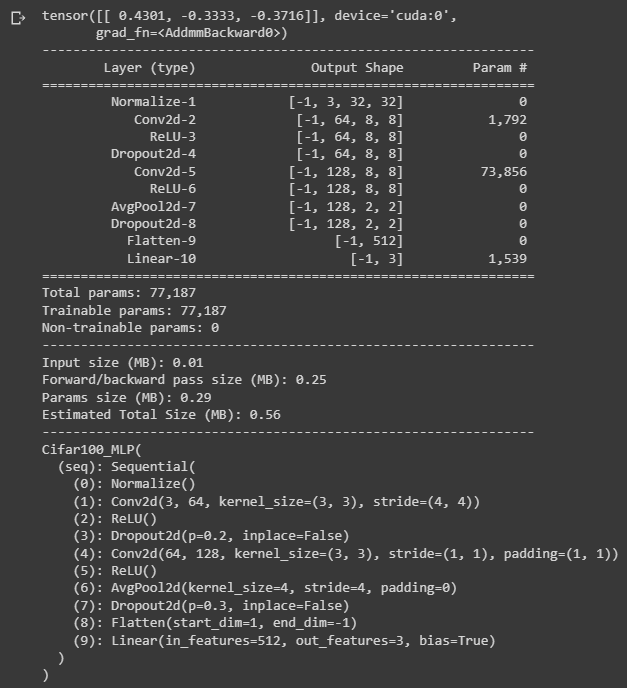 tensor([[ 0.4301, -0.3333, -0.3716]], device='cuda:0',
       grad_fn=<AddmmBackward0>)
----------------------------------------------------------------
        Layer (type)               Output Shape         Param #
================================================================
         Normalize-1            [-1, 3, 32, 32]               0
            Conv2d-2             [-1, 64, 8, 8]           1,792
              ReLU-3             [-1, 64, 8, 8]               0
         Dropout2d-4             [-1, 64, 8, 8]               0
            Conv2d-5            [-1, 128, 8, 8]          73,856
              ReLU-6            [-1, 128, 8, 8]               0
         AvgPool2d-7            [-1, 128, 2, 2]               0
         Dropout2d-8            [-1, 128, 2, 2]               0
           Flatten-9                  [-1, 512]               0
           Linear-10                    [-1, 3]           1,539
================================================================
Total params: 77,187
Trainable params: 77,187
Non-trainable params: 0
----------------------------------------------------------------
Input size (MB): 0.01
Forward/backward pass size (MB): 0.25
Params size (MB): 0.29
Estimated Total Size (MB): 0.56
----------------------------------------------------------------
Cifar100_MLP(
  (seq): Sequential(
    (0): Normalize()
    (1): Conv2d(3, 64, kernel_size=(3, 3), stride=(4, 4))
    (2): ReLU()
    (3): Dropout2d(p=0.2, inplace=False)
    (4): Conv2d(64, 128, kernel_size=(3, 3), stride=(1, 1), padding=(1, 1))
    (5): ReLU()
    (6): AvgPool2d(kernel_size=4, stride=4, padding=0)
    (7): Dropout2d(p=0.3, inplace=False)
    (8): Flatten(start_dim=1, end_dim=-1)
    (9): Linear(in_features=512, out_features=3, bias=True)
  )
)